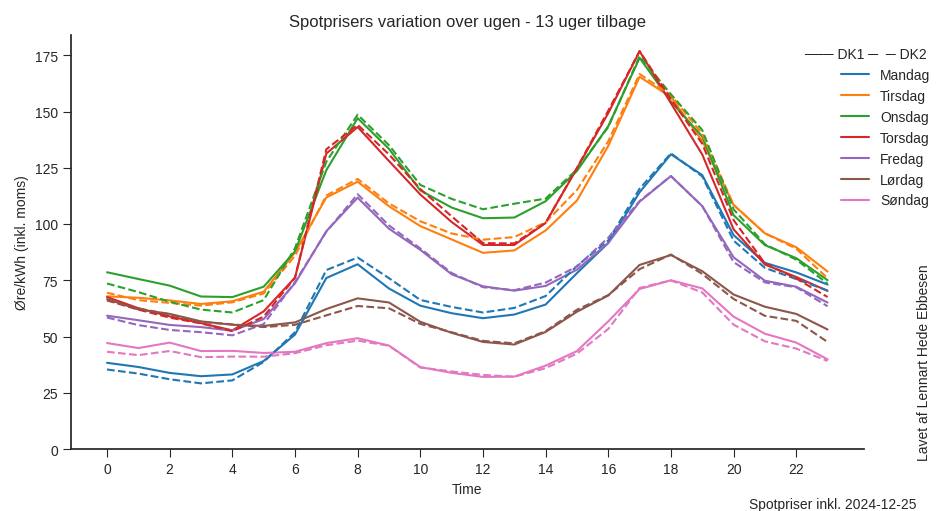 Spotprisers variation over ugen - 13 uger tilbage
DK1 DK2
Mandag
Tirsdag
Onsdag
Torsdag
Fredag
Lørdag
Søndag
Øre/kWh (inkl. moms)
175
150
125
100
75
50
25
0
0 2 4 6 8 10 12 14 16 18 20 22
Time
Lavet af Lennart Hede Ebbesen
Spotpriser inkl. 2024-12-25